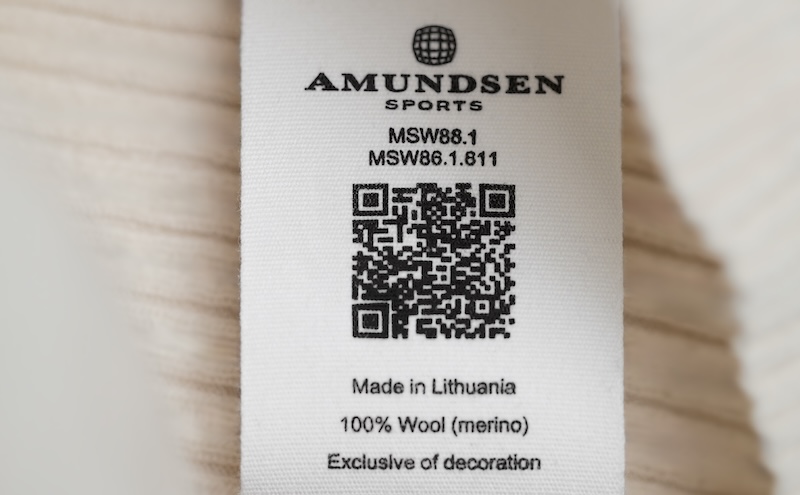 AMUNDSEN
SPORTS
MSW88.1
MSW86.1.811
Made in Lithuania
100% Wool (merino)
Exclusive of decoration